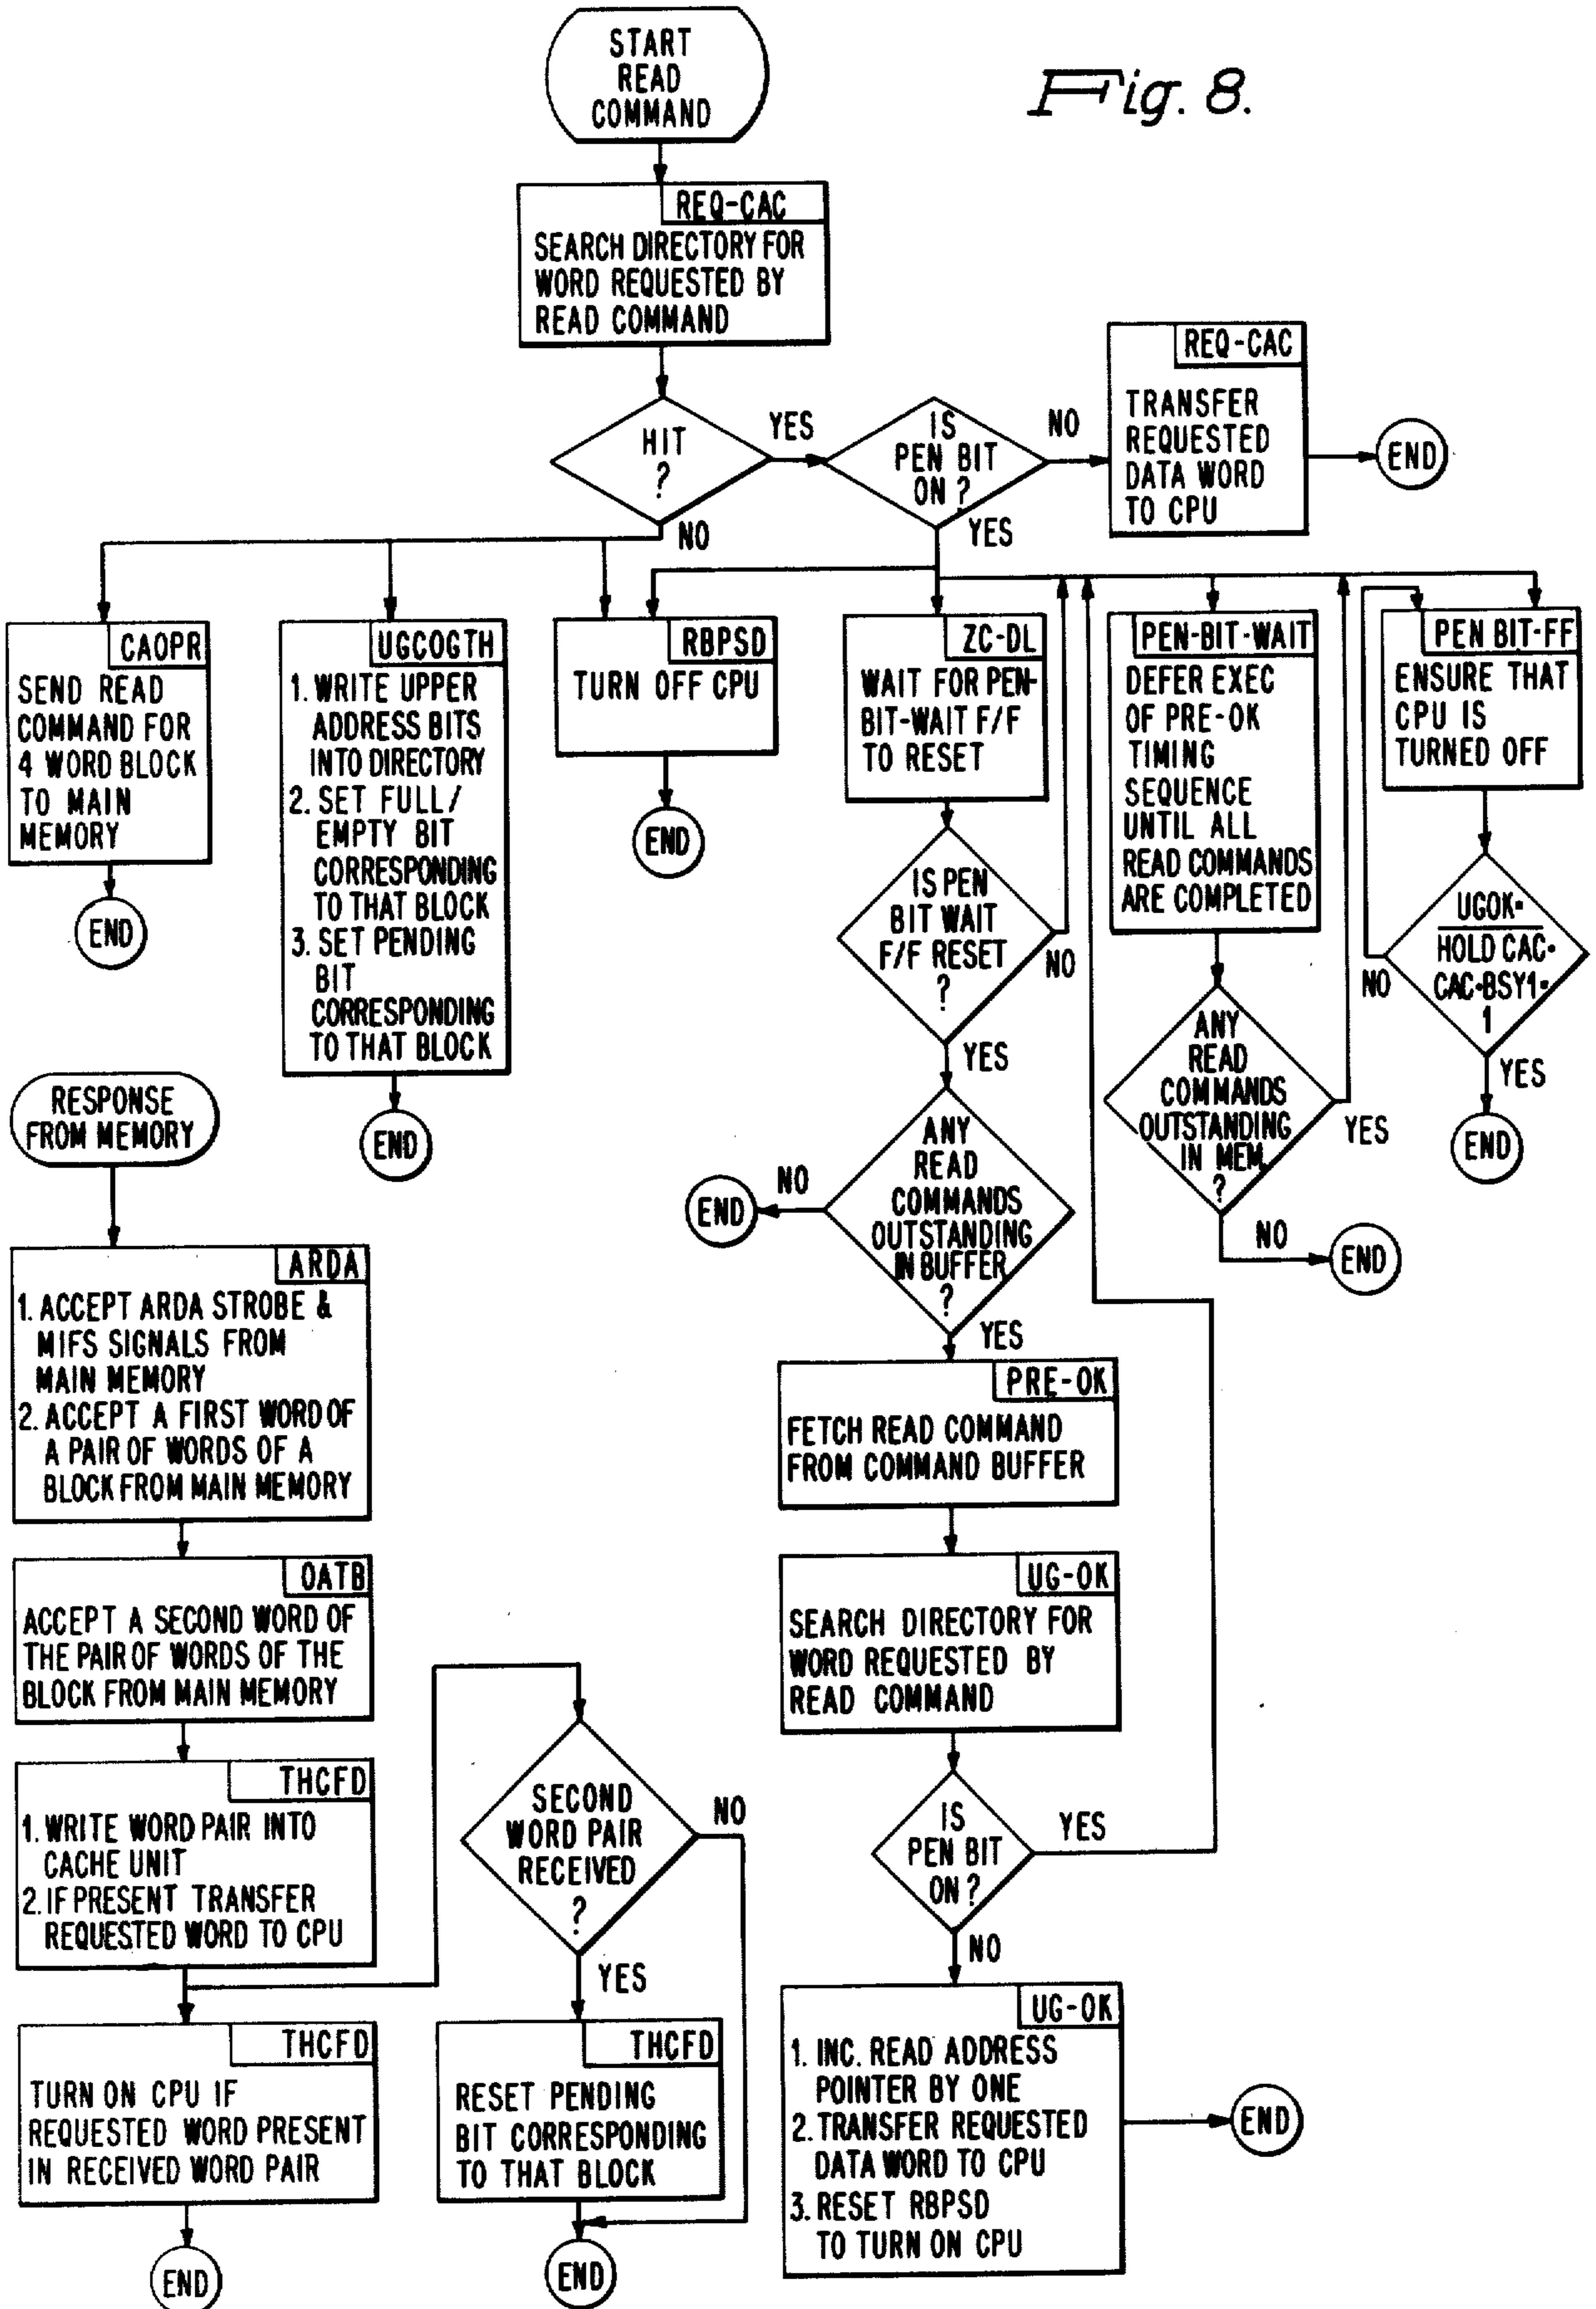 Fig. 8.
START
READ
COMMAND
REQ-CAC
SEARCH DIRECTORY FOR
WORD REQUESTED BY
READ COMMAND
HIT
?
YES
NO
IS
PEN BIT
ON ?
NO
YES
REQ-CAC
TRANSFER
REQUESTED
DATA WORD
TO CPU
END
CAOPR
SEND READ
COMMAND FOR
4 WORD BLOCK
TO MAIN
MEMORY
END
UGCOGTH
1. WRITE UPPER
ADDRESS BITS
INTO DIRECTORY
2. SET FULL/
EMPTY BIT
CORRESPONDING
TO THAT BLOCK
3. SET PENDING
BIT
CORRESPONDING
TO THAT BLOCK
END
RBPSD
TURN OFF CPU
END
ZC-DL
WAIT FOR PEN-
BIT-WAIT F/F
TO RESET
IS PEN
BIT WAIT
F/F RESET
?
NO
YES
ANY
READ
COMMANDS
OUTSTANDING
IN BUFFER
?
NO
END
YES
PRE-OK
FETCH READ COMMAND
FROM COMMAND BUFFER
UG-OK
SEARCH DIRECTORY FOR
WORD REQUESTED BY
READ COMMAND
IS
PEN BIT
ON ?
YES
NO
UG-OK
1. INC. READ ADDRESS
POINTER BY ONE
2. TRANSFER REQUESTED
DATA WORD TO CPU
3. RESET RBPSD
TO TURN ON CPU
END
PEN-BIT-WAIT
DEFER EXEC
OF PRE-OK
TIMING
SEQUENCE
UNTIL ALL
READ COMMANDS
ARE COMPLETED
ANY
READ
COMMANDS
OUTSTANDING
IN MEM.
?
YES
NO
END
PEN BIT-FF
ENSURE THAT
CPU IS
TURNED OFF
UGOK•
HOLD CAC•
CAC-BSY1=
1
NO
YES
END
RESPONSE
FROM MEMORY
ARDA
1. ACCEPT ARDA STROBE &
MIFS SIGNALS FROM
MAIN MEMORY
2. ACCEPT A FIRST WORD OF
A PAIR OF WORDS OF A
BLOCK FROM MAIN MEMORY
OATB
ACCEPT A SECOND WORD OF
THE PAIR OF WORDS OF THE
BLOCK FROM MAIN MEMORY
THCFD
1. WRITE WORD PAIR INTO
CACHE UNIT
2. IF PRESENT TRANSFER
REQUESTED WORD TO CPU
THCFD
TURN ON CPU IF
REQUESTED WORD PRESENT
IN RECEIVED WORD PAIR
END
SECOND
WORD PAIR
RECEIVED
?
NO
YES
THCFD
RESET PENDING
BIT CORRESPONDING
TO THAT BLOCK
END